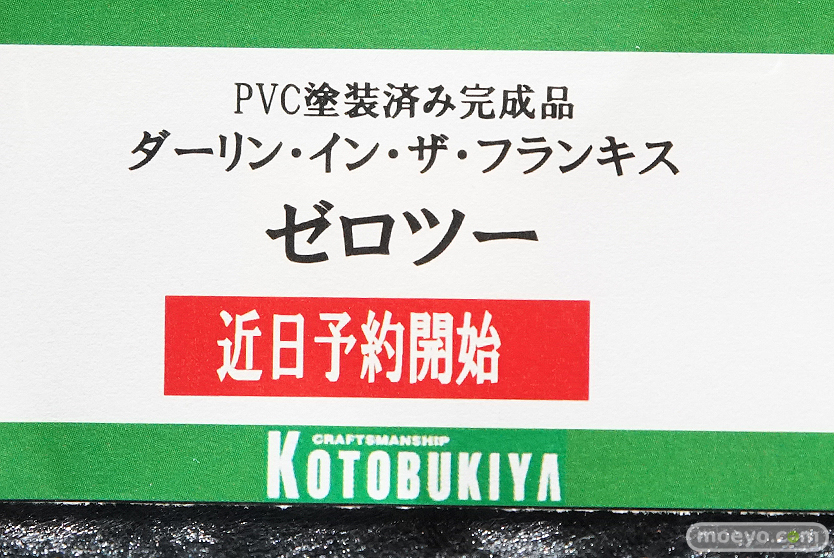 PVC塗装済み完成品
ダーリン・イン・ザ・フランキス
ゼロツー
近日予約開始
CRAFTSMANSHIP
KOTOBUKIYA
moeyo.com